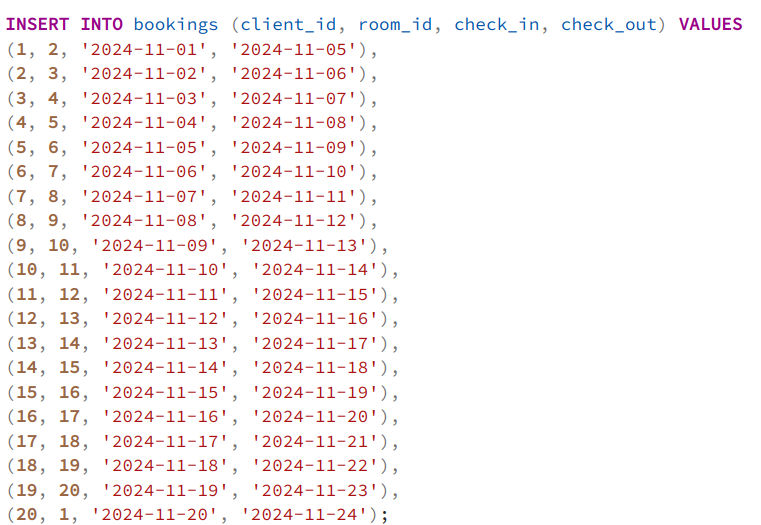 INSERT INTO bookings (client_id, room_id, check_in, check_out) VALUES
(1, 2, '2024-11-01', '2024-11-05'),
(2, 3, '2024-11-02', '2024-11-06'),
(3, 4, '2024-11-03', '2024-11-07'),
(4, 5, '2024-11-04', '2024-11-08'),
(5, 6, '2024-11-05', '2024-11-09'),
(6, 7, '2024-11-06', '2024-11-10'),
(7, 8, '2024-11-07', '2024-11-11'),
(8, 9, '2024-11-08', '2024-11-12'),
(9, 10, '2024-11-09', '2024-11-13'),
(10, 11, '2024-11-10', '2024-11-14'),
(11, 12, '2024-11-11', '2024-11-15'),
(12, 13, '2024-11-12', '2024-11-16'),
(13, 14, '2024-11-13', '2024-11-17'),
(14, 15, '2024-11-14', '2024-11-18'),
(15, 16, '2024-11-15', '2024-11-19'),
(16, 17, '2024-11-16', '2024-11-20'),
(17, 18, '2024-11-17', '2024-11-21'),
(18, 19, '2024-11-18', '2024-11-22'),
(19, 20, '2024-11-19', '2024-11-23'),
(20, 1, '2024-11-20', '2024-11-24');